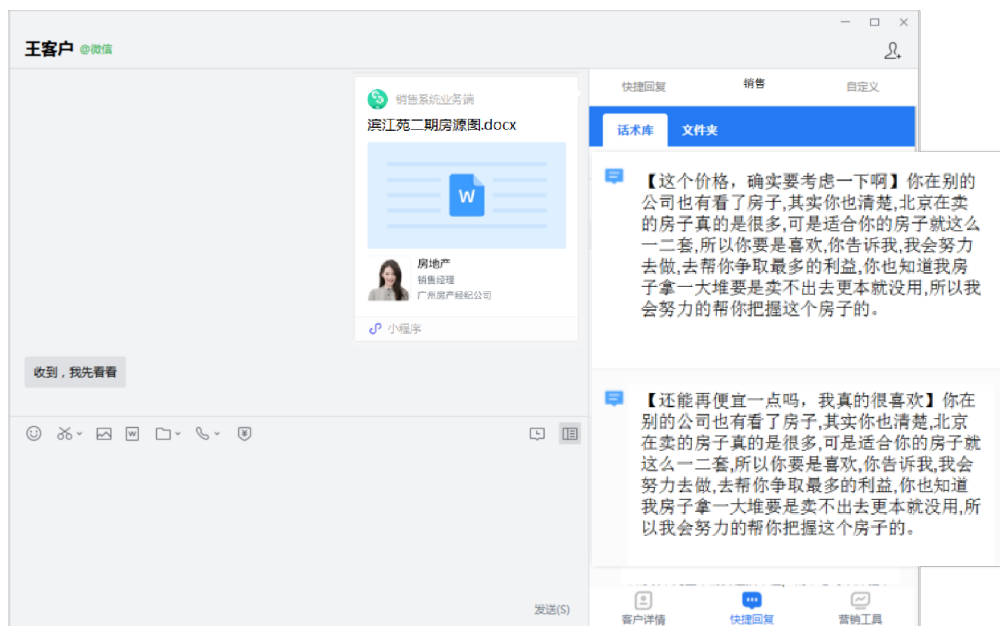 王客户 @微信
销售系统业务端
滨江苑二期房源图.docx
W
房地产
销售经理
广州房产经纪公司
小程序
收到，我先看看
发送(S)
快捷回复 销售 自定义
话术库 文件夹
【这个价格，确实要考虑一下啊】你在别的
公司也有看了房子,其实你也清楚,北京在卖
的房子真的是很多,可是适合你的房子就这么
一二套,所以你要是喜欢,你告诉我,我会努力
去做,去帮你争取最多的利益,你也知道我房
子拿一大堆要是卖不出去更本就没用,所以我
会努力的帮你把握这个房子的。
【还能再便宜一点吗，我真的很喜欢】你在
别的公司也有看了房子,其实你也清楚,北京
在卖的房子真的是很多,可是适合你的房子就
这么一二套,所以你要是喜欢,你告诉我,我会
努力去做,去帮你争取最多的利益,你也知道
我房子拿一大堆要是卖不出去更本就没用,所
以我会努力的帮你把握这个房子的。
客户详情 快捷回复 营销工具